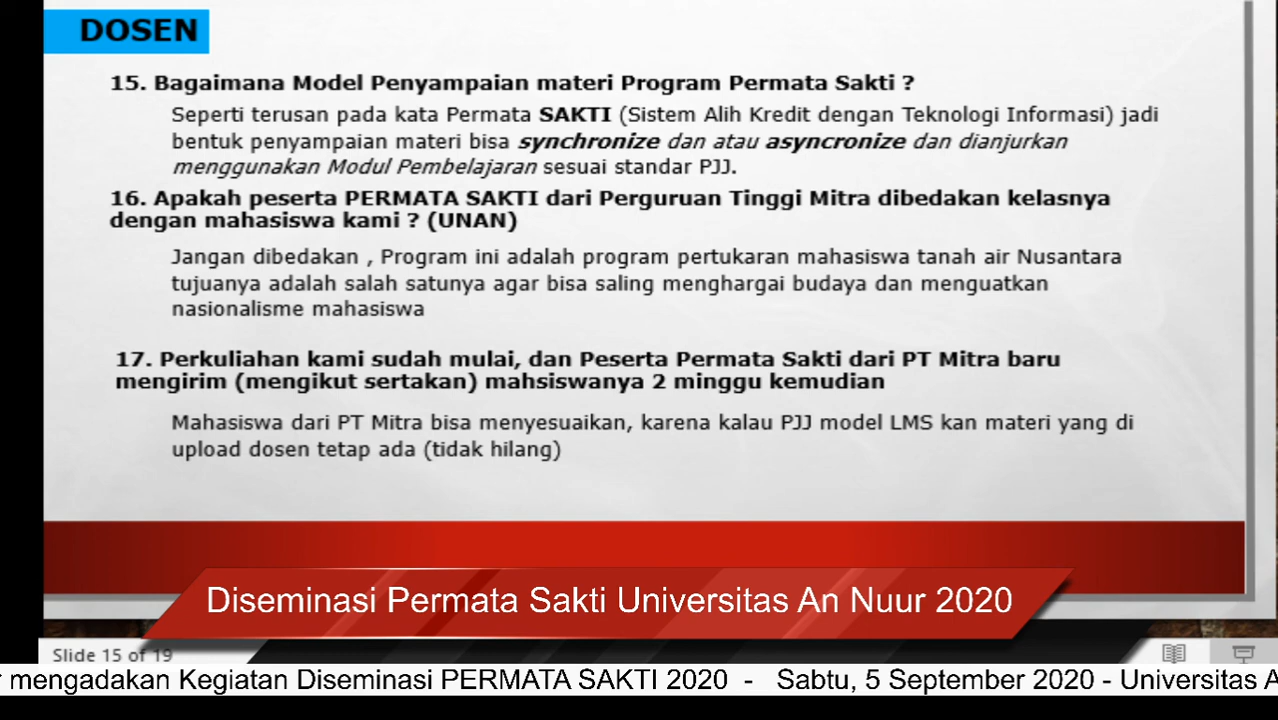 DOSEN
15. Bagaimana Model Penyampaian materi Program Permata Sakti ?
Seperti terusan pada kata Permata SAKTI (Sistem Alih Kredit dengan Teknologi Informasi) jadi
bentuk penyampaian materi bisa synchronize dan atau asyncronize dan dianjurkan
menggunakan Modul Pembelajaran sesuai standar PJJ.
16. Apakah peserta PERMATA SAKTI dari Perguruan Tinggi Mitra dibedakan kelasnya
dengan mahasiswa kami ? (UNAN)
Jangan dibedakan , Program ini adalah program pertukaran mahasiswa tanah air Nusantara
tujuanya adalah salah satunya agar bisa saling menghargai budaya dan menguatkan
nasionalisme mahasiswa
17. Perkuliahan kami sudah mulai, dan Peserta Permata Sakti dari PT Mitra baru
mengirim (mengikut sertakan) mahsiswanya 2 minggu kemudian
Mahasiswa dari PT Mitra bisa menyesuaikan, karena kalau PJJ model LMS kan materi yang di
upload dosen tetap ada (tidak hilang)
Diseminasi Permata Sakti Universitas An Nuur 2020
Slide 15 of 19
mengadakan Kegiatan Diseminasi PERMATA SAKTI 2020 - Sabtu, 5 September 2020 - Universitas A